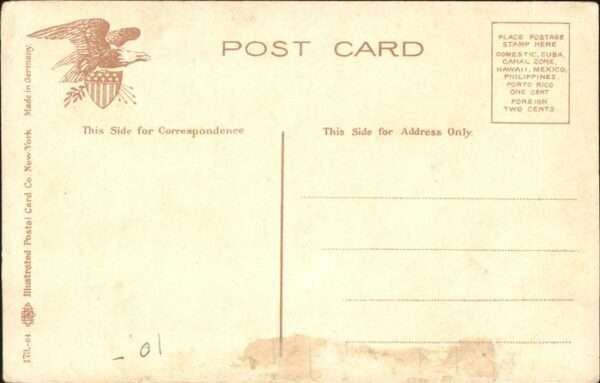 POST CARD
PLACE POSTAGE
STAMP HERE
DOMESTIC, CUBA,
CANAL ZONE,
HAWAII, MEXICO,
PHILIPPINES,
PORTO RICO
ONE CENT
FOREIGN
TWO CENTS.
This Side for Correspondence
This Side for Address Only.
Illustrated Postal Card Co. New-York. Made in Germany.